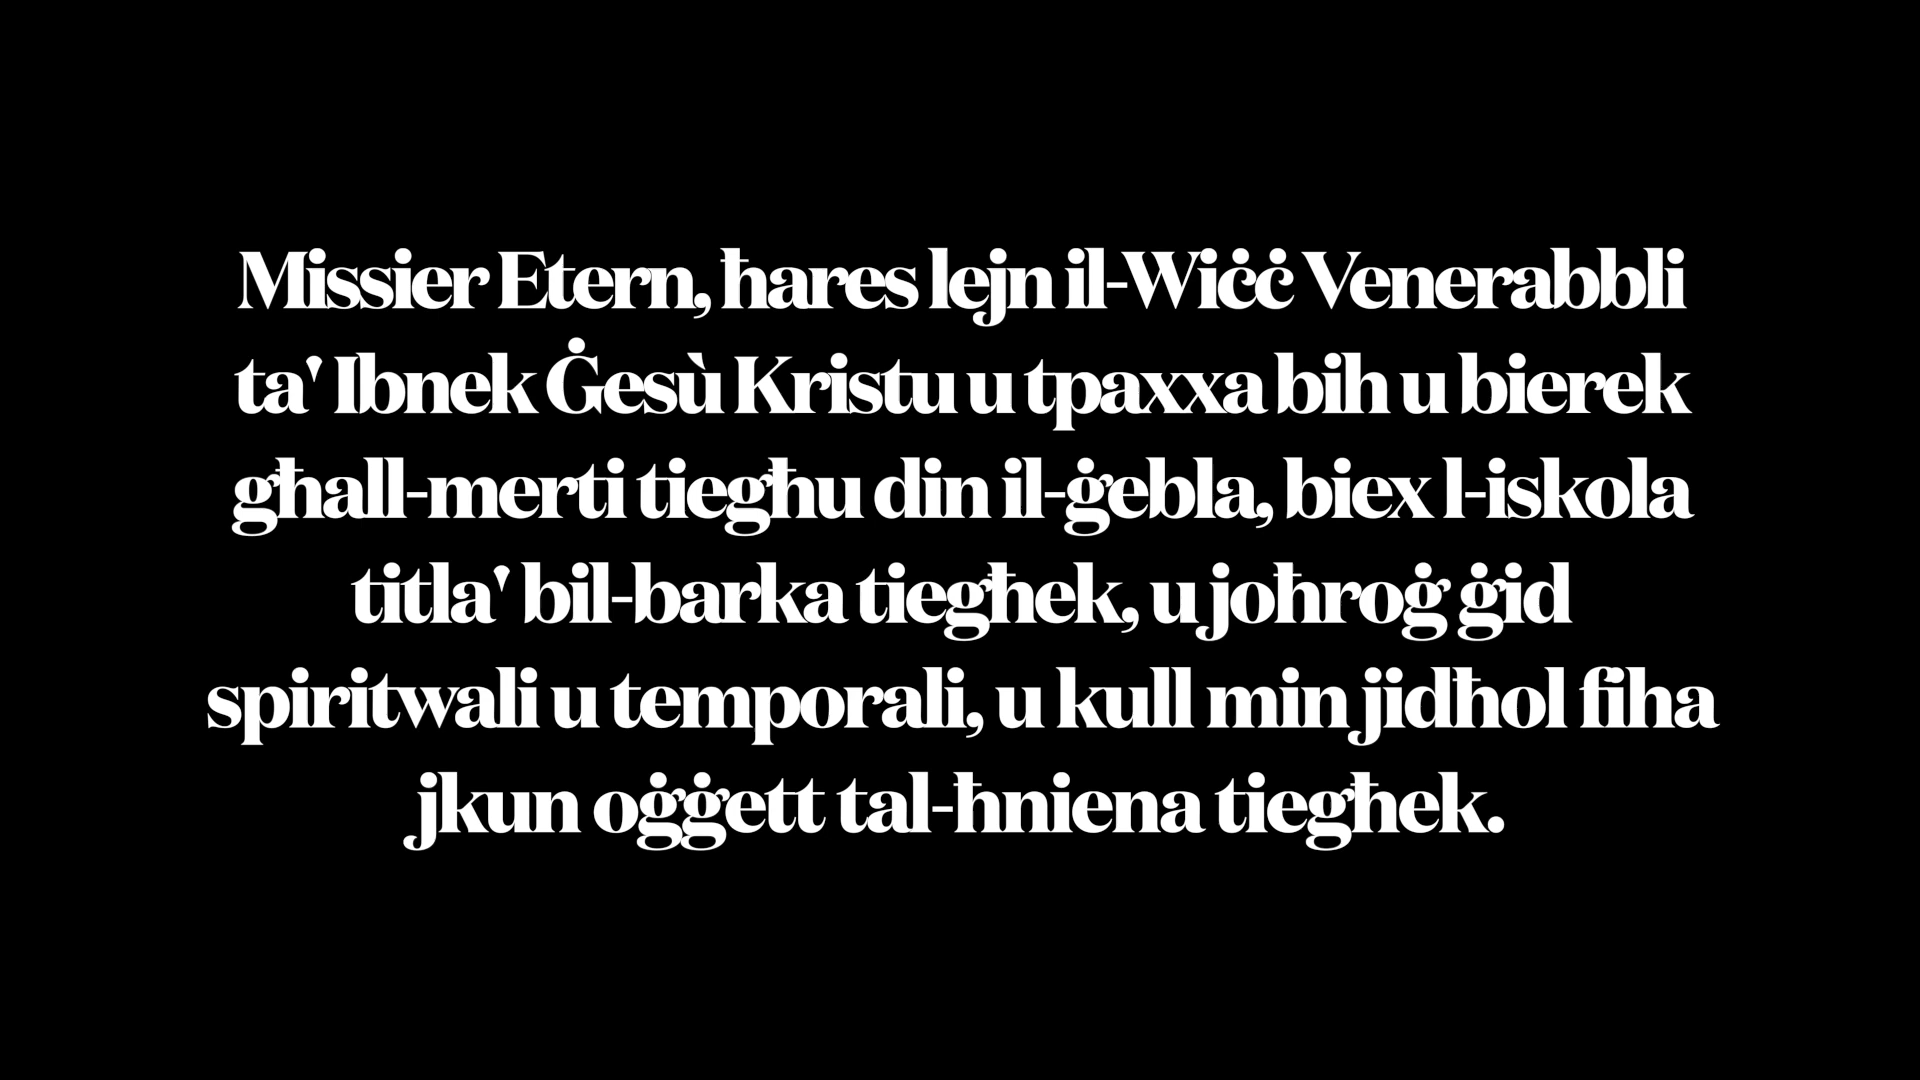 Missier Etern, ħares lejn il-Wiċċ Venerabbli
ta' Ibnek Ġesù Kristu u tpaxxa bih u bierek
għall-merti tiegħu din il-ġebla, biex l-iskola
titla' bil-barka tiegħek, u joħroġ ġid
spiritwali u temporali, u kull min jidħol fiha
jkun oġġett tal-ħniena tiegħek.